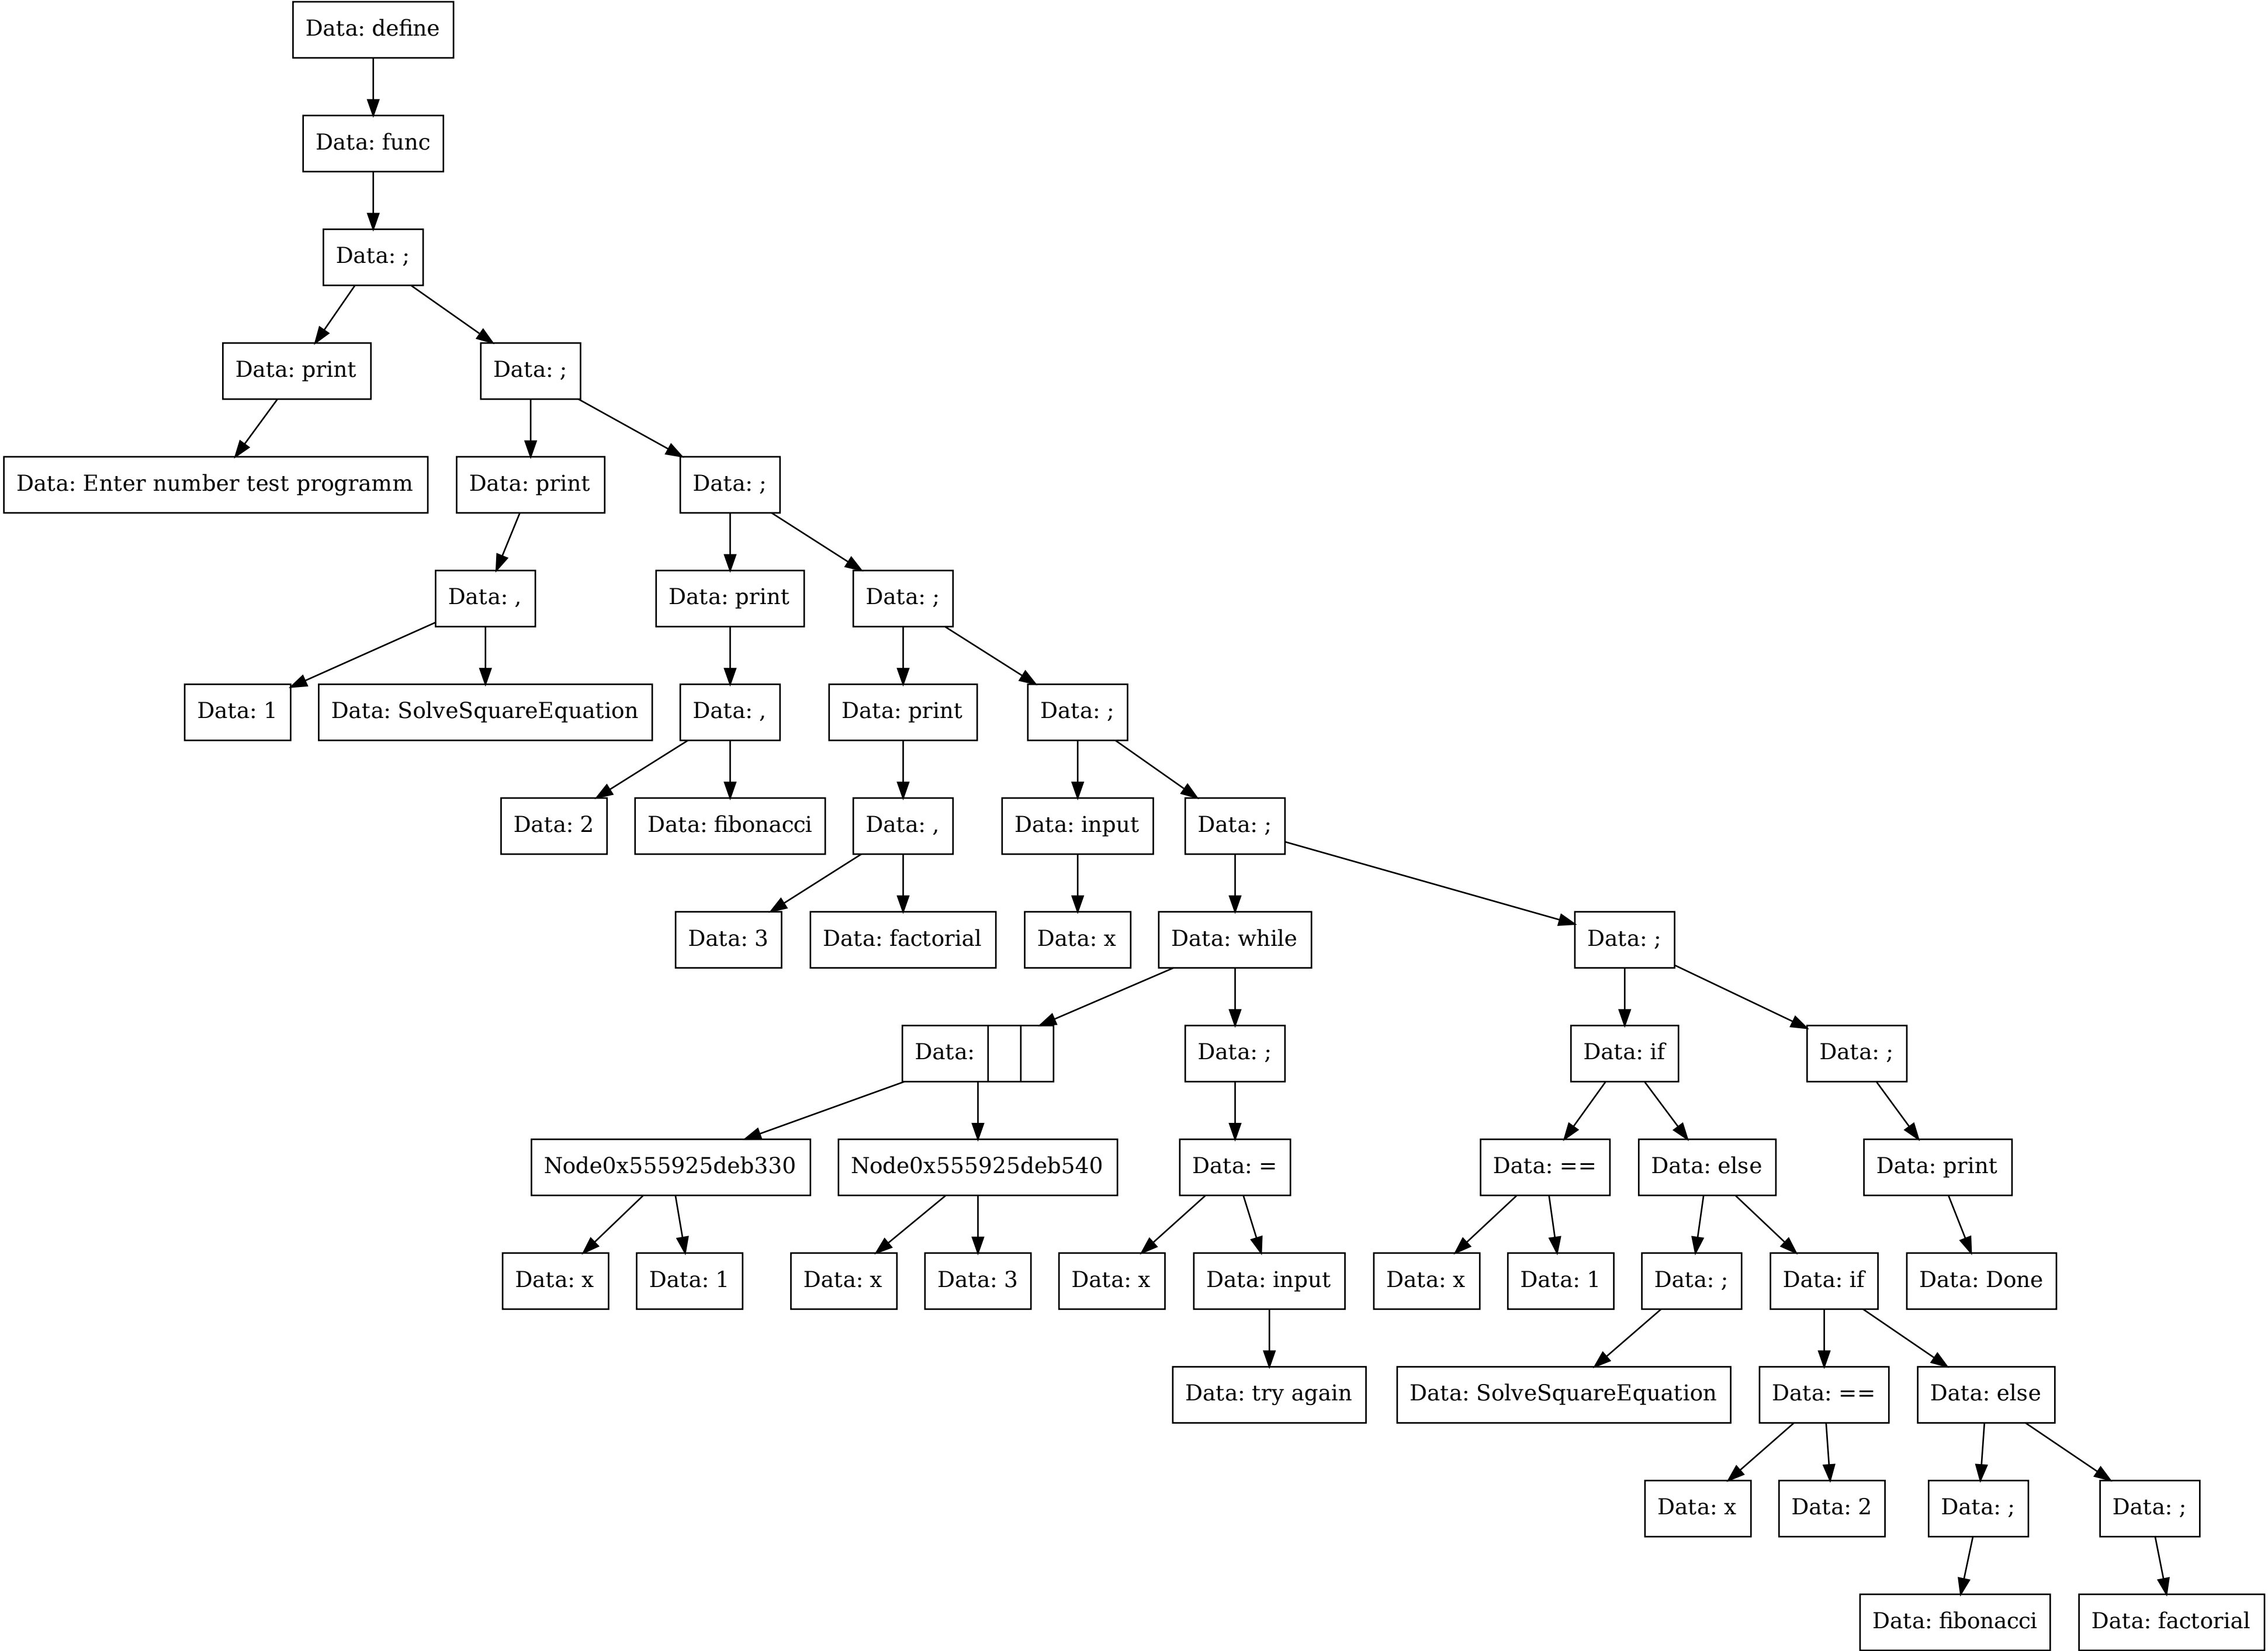 Data: define
Data: func
Data: ;
Data: print
Data: ;
Data: Enter number test programm
Data: print
Data: ;
Data: ,
Data: print
Data: ;
Data: 1
Data: SolveSquareEquation
Data: ,
Data: print
Data: ;
Data: 2
Data: fibonacci
Data: ,
Data: input
Data: ;
Data: 3
Data: factorial
Data: x
Data: while
Data: ;
Data:
Data: ;
Data: if
Data: ;
Node0x555925deb330
Node0x555925deb540
Data: =
Data: ==
Data: else
Data: print
Data: x
Data: 1
Data: x
Data: 3
Data: x
Data: input
Data: x
Data: 1
Data: ;
Data: if
Data: Done
Data: try again
Data: SolveSquareEquation
Data: ==
Data: else
Data: x
Data: 2
Data: ;
Data: ;
Data: fibonacci
Data: factorial